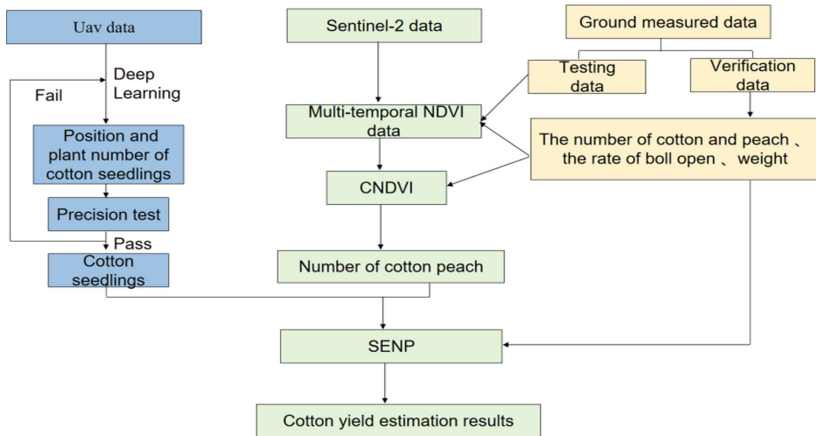 Uav data
Sentinel-2 data
Ground measured data
Deep
Learning
Fail
Testing
data
Verification
data
Multi-temporal NDVI
data
Position and
plant number of
cotton seedlings
The number of cotton and peach 、
the rate of boll open 、weight
CNDVI
Precision test
Pass
Cotton
seedlings
Number of cotton peach
SENP
Cotton yield estimation results